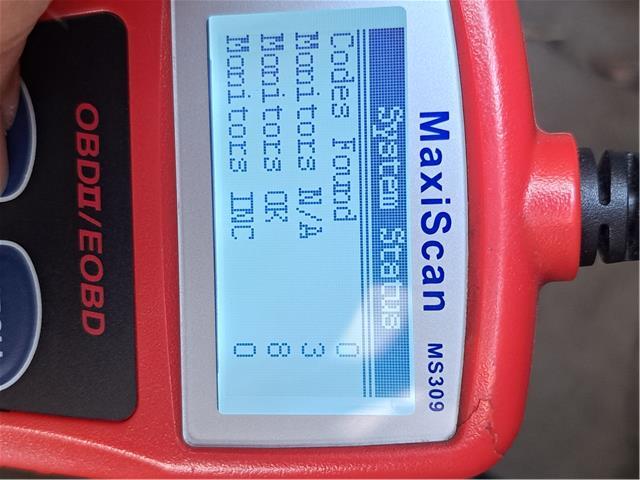 MaxiScan MS309
System Status
Codes Found 0
Monitors N/A 3
Monitors OK 8
Monitors INC 0
OBDII/EOBD